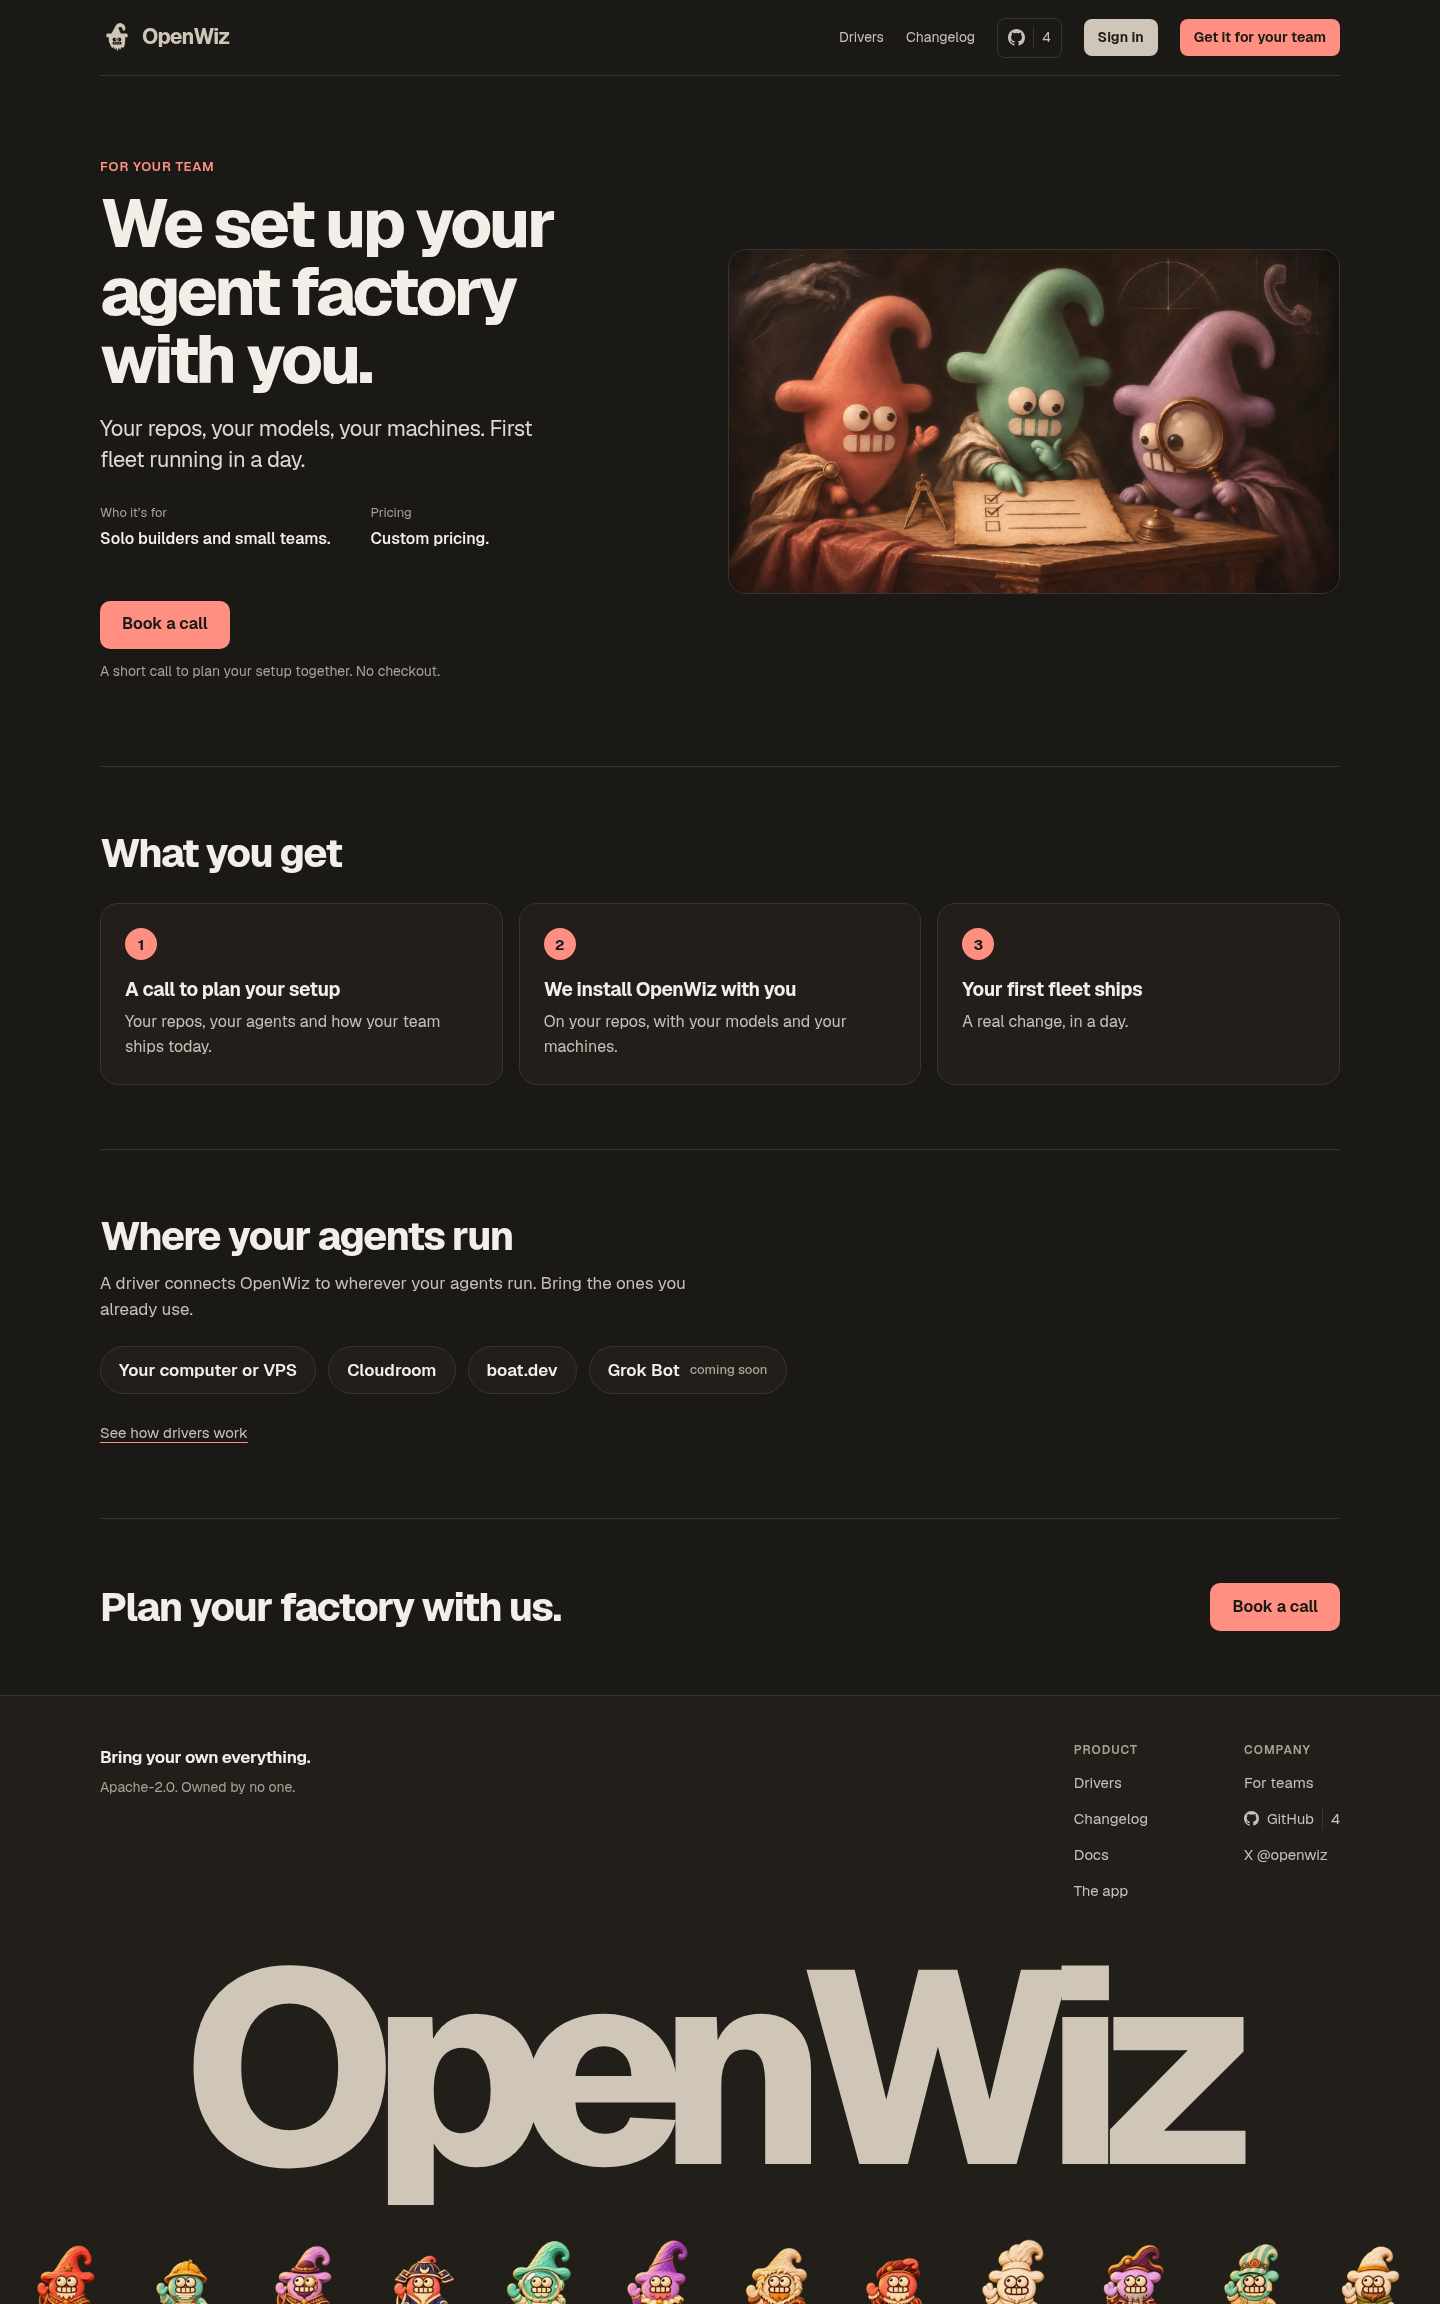 OpenWiz
Drivers
Changelog
4
Sign in
Get it for your team
FOR YOUR TEAM
We set up your
agent factory
with you.
Your repos, your models, your machines. First
fleet running in a day.
Who it's for
Solo builders and small teams.
Pricing
Custom pricing.
Book a call
A short call to plan your setup together. No checkout.
What you get
1
A call to plan your setup
Your repos, your agents and how your team
ships today.
2
We install OpenWiz with you
On your repos, with your models and your
machines.
3
Your first fleet ships
A real change, in a day.
Where your agents run
A driver connects OpenWiz to wherever your agents run. Bring the ones you
already use.
Your computer or VPS
Cloudroom
boat.dev
Grok Bot coming soon
See how drivers work
Plan your factory with us.
Book a call
Bring your own everything.
Apache-2.0. Owned by no one.
PRODUCT
Drivers
Changelog
Docs
The app
COMPANY
For teams
GitHub 4
X @openwiz
OpenWiz